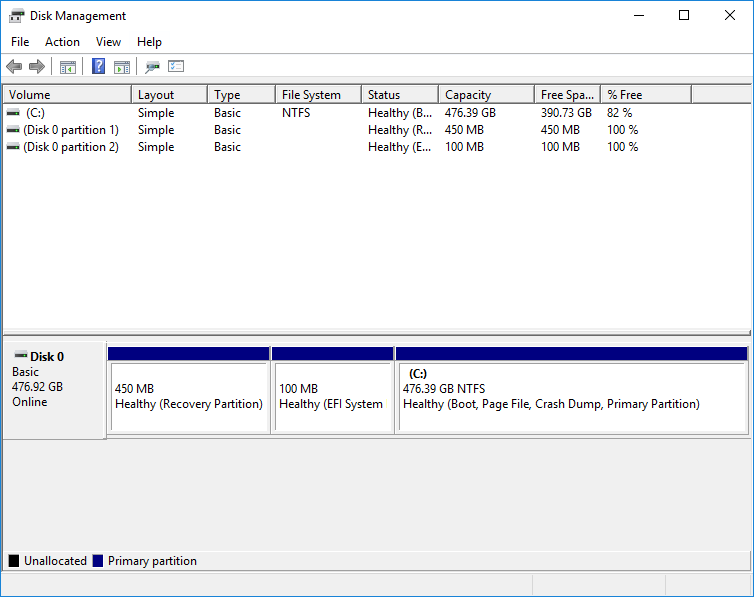 Disk Management
File Action View Help
Volume Layout Type File System Status Capacity Free Spa... % Free
(C:) Simple Basic NTFS Healthy (B... 476.39 GB 390.73 GB 82 %
(Disk 0 partition 1) Simple Basic Healthy (R... 450 MB 450 MB 100 %
(Disk 0 partition 2) Simple Basic Healthy (E... 100 MB 100 MB 100 %
Disk 0
Basic
476.92 GB
Online
450 MB
Healthy (Recovery Partition)
100 MB
Healthy (EFI System
(C:)
476.39 GB NTFS
Healthy (Boot, Page File, Crash Dump, Primary Partition)
Unallocated Primary partition